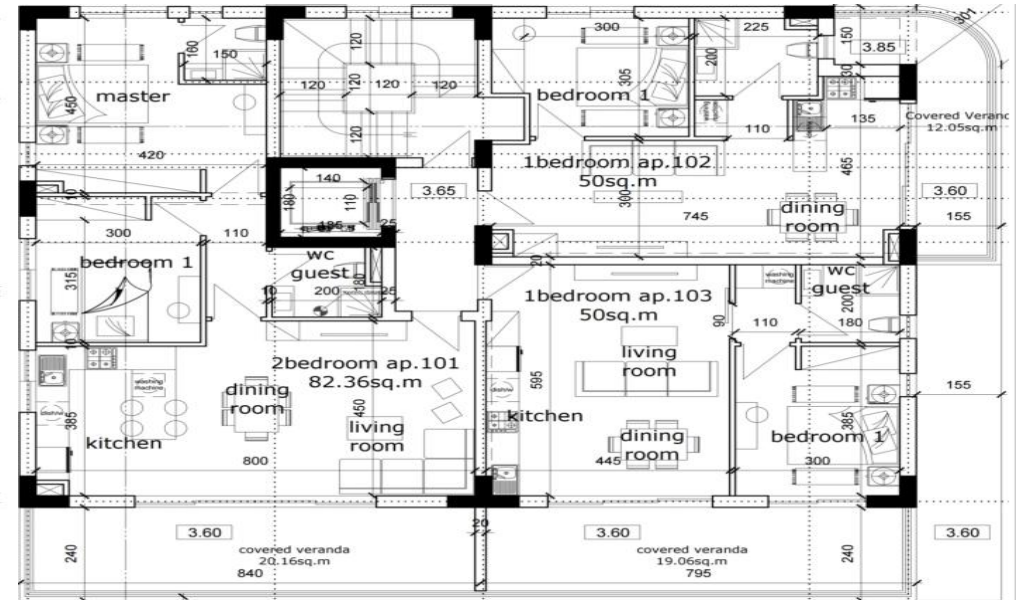 300
225
301
150
3.85
160
150
120
120
120
120
120
120
305
200
30
master
450
bedroom 1
110
135
Covered Veranc
12.05sq.m
420
1bedroom ap.102
50sq.m
465
140
180
110
3.65
3.60
10
300
745
155
dining
room
300
110
25
bedroom 1
wc
guest
20
315
10
200
25
1bedroom ap.103
50sq.m
washing
machine
wc
guest
200
90
110
180
10
2bedroom ap.101
82.36sq.m
living
room
595
155
washing
machine
dining
room
450
385
living
room
kitchen
kitchen
dining
room
385
bedroom 1
800
445
300
20
3.60
3.60
3.60
240
covered veranda
20.16sq.m
840
covered veranda
19.06sq.m
795
240